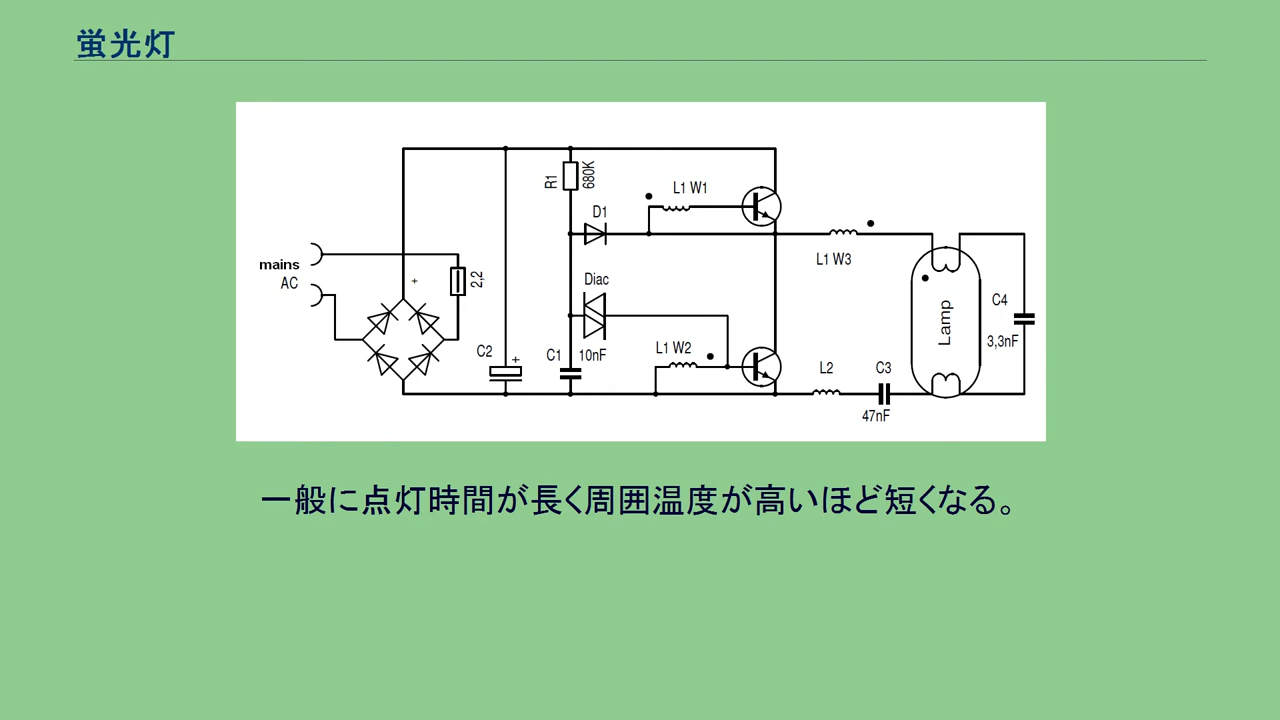 蛍光灯
R1
680K
L1 W1
D1
mains
AC
+
2,2
Diac
L1 W3
Lamp
C4
3,3nF
C2
+
C1
10nF
L1 W2
L2
C3
47nF
一般に点灯時間が長く周囲温度が高いほど短くなる。